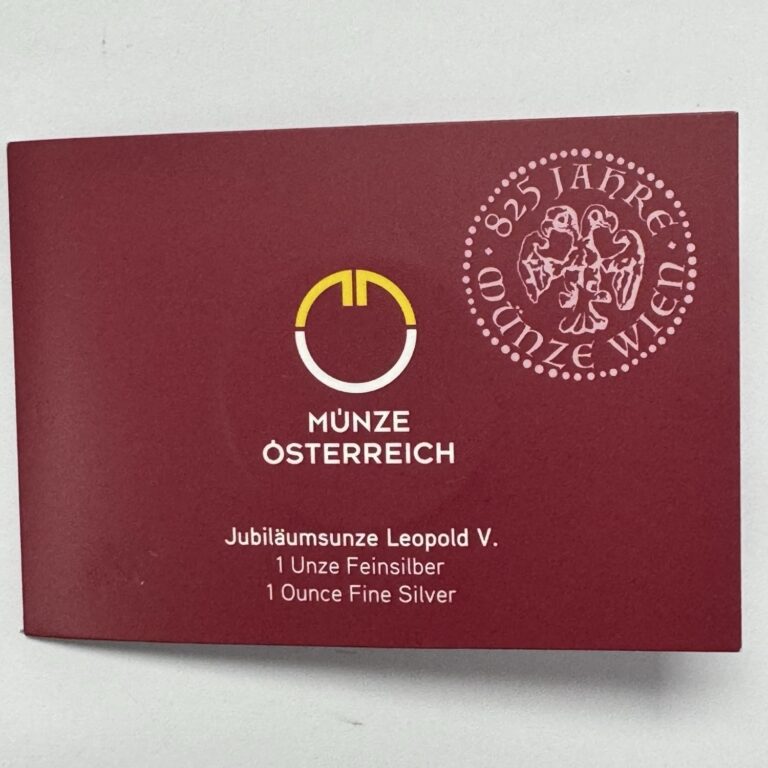 825 JAHRE
MÜNZE WIEN
MÜNZE
ÖSTERREICH
Jubiläumsunze Leopold V.
1 Unze Feinsilber
1 Ounce Fine Silver